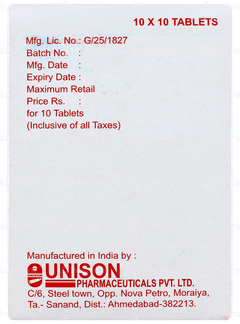 10 X 10 TABLETS
Mfg. Lic. No.: G/25/1827
Batch No. :
Mfg. Date :
Expiry Date :
Maximum Retail
Price Rs. :
for 10 Tablets
(Inclusive of all Taxes)
Manufactured in India by :
UNISON
PHARMACEUTICALS PVT. LTD.
C/6, Steel town, Opp. Nova Petro, Moraiya,
Ta.- Sanand, Dist.: Ahmedabad-382213.